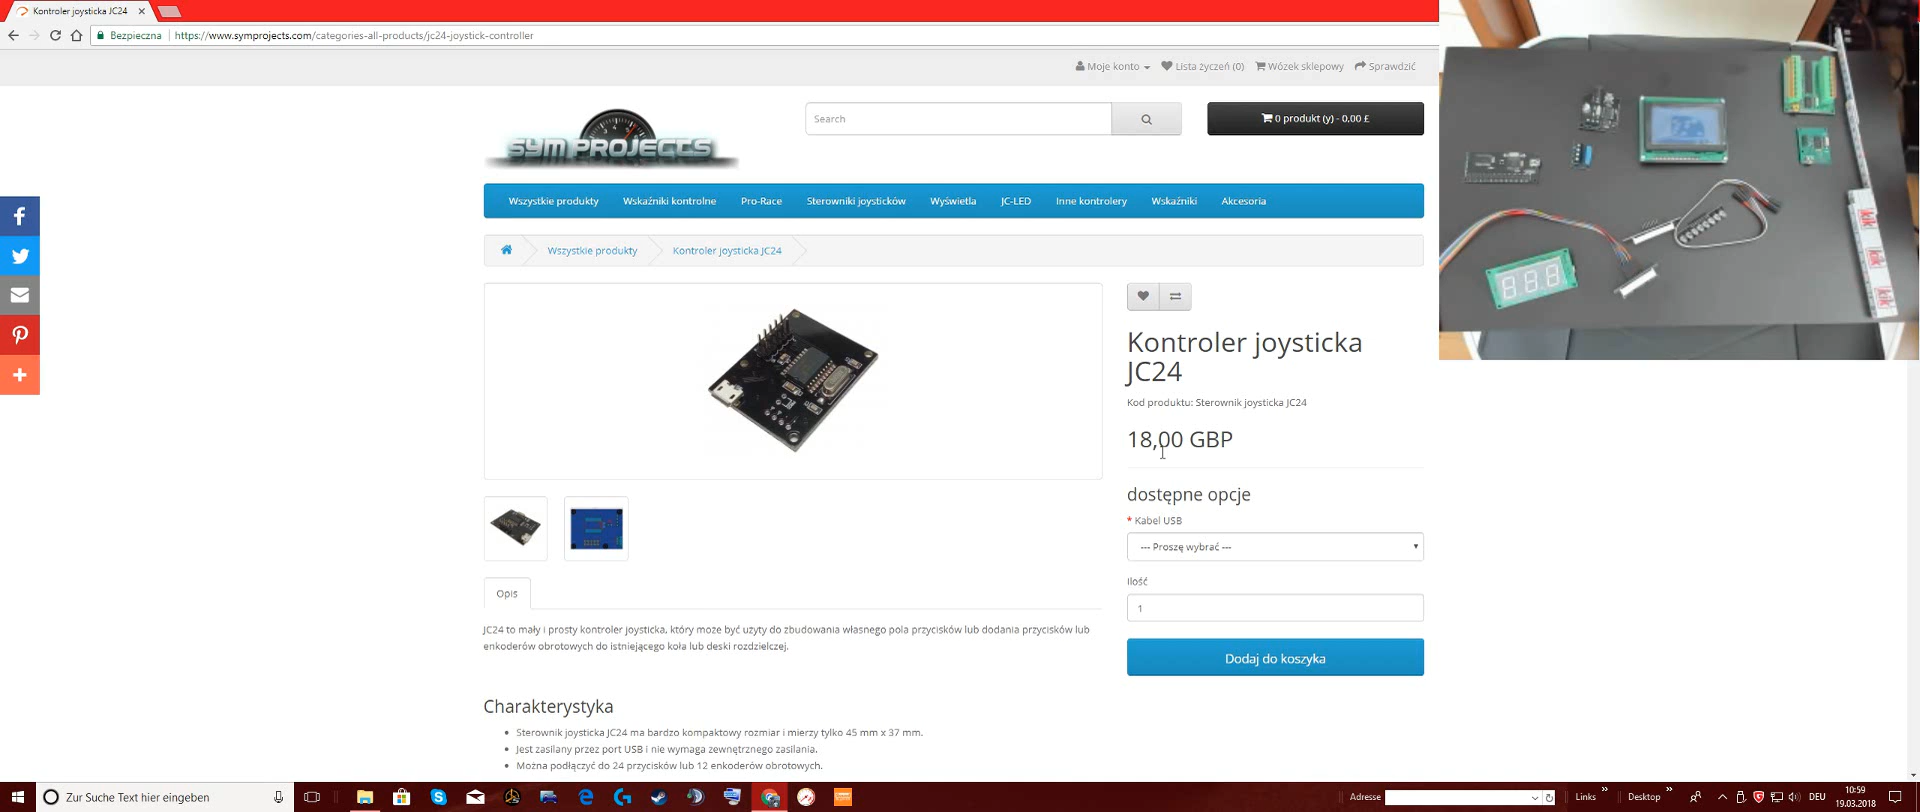 Kontroler joysticka JC24
Bezpieczna
https://www.symprojects.com/categories-all-products/jc24-joystick-controller
Moje konto
Lista życzeń (0)
Wózek sklepowy
Sprawdzić
SYM PROJECTS
Search
0 produkt (y) - 0,00 £
Wszystkie produkty
Wskaźniki kontrolne
Pro-Race
Sterowniki joysticków
Wyświetla
JC-LED
Inne kontrolery
Wskaźniki
Akcesoria
Wszystkie produkty
Kontroler joysticka JC24
Kontroler joysticka
JC24
Kod produktu: Sterownik joysticka JC24
18,00 GBP
dostępne opcje
* Kabel USB
--- Proszę wybrać ---
Ilość
1
Dodaj do koszyka
Opis
JC24 to mały i prosty kontroler joysticka, który może być użyty do zbudowania własnego pola przycisków lub dodania przycisków lub
enkoderów obrotowych do istniejącego koła lub deski rozdzielczej.
Charakterystyka
Sterownik joysticka JC24 ma bardzo kompaktowy rozmiar i mierzy tylko 45 mm x 37 mm.
Jest zasilany przez port USB i nie wymaga zewnętrznego zasilania.
Można podłączyć do 24 przycisków lub 12 enkoderów obrotowych.
kik
kik
8.8.8
Zur Suche Text hier eingeben
Adresse
Links
Desktop
DEU
10:59
19.03.2018